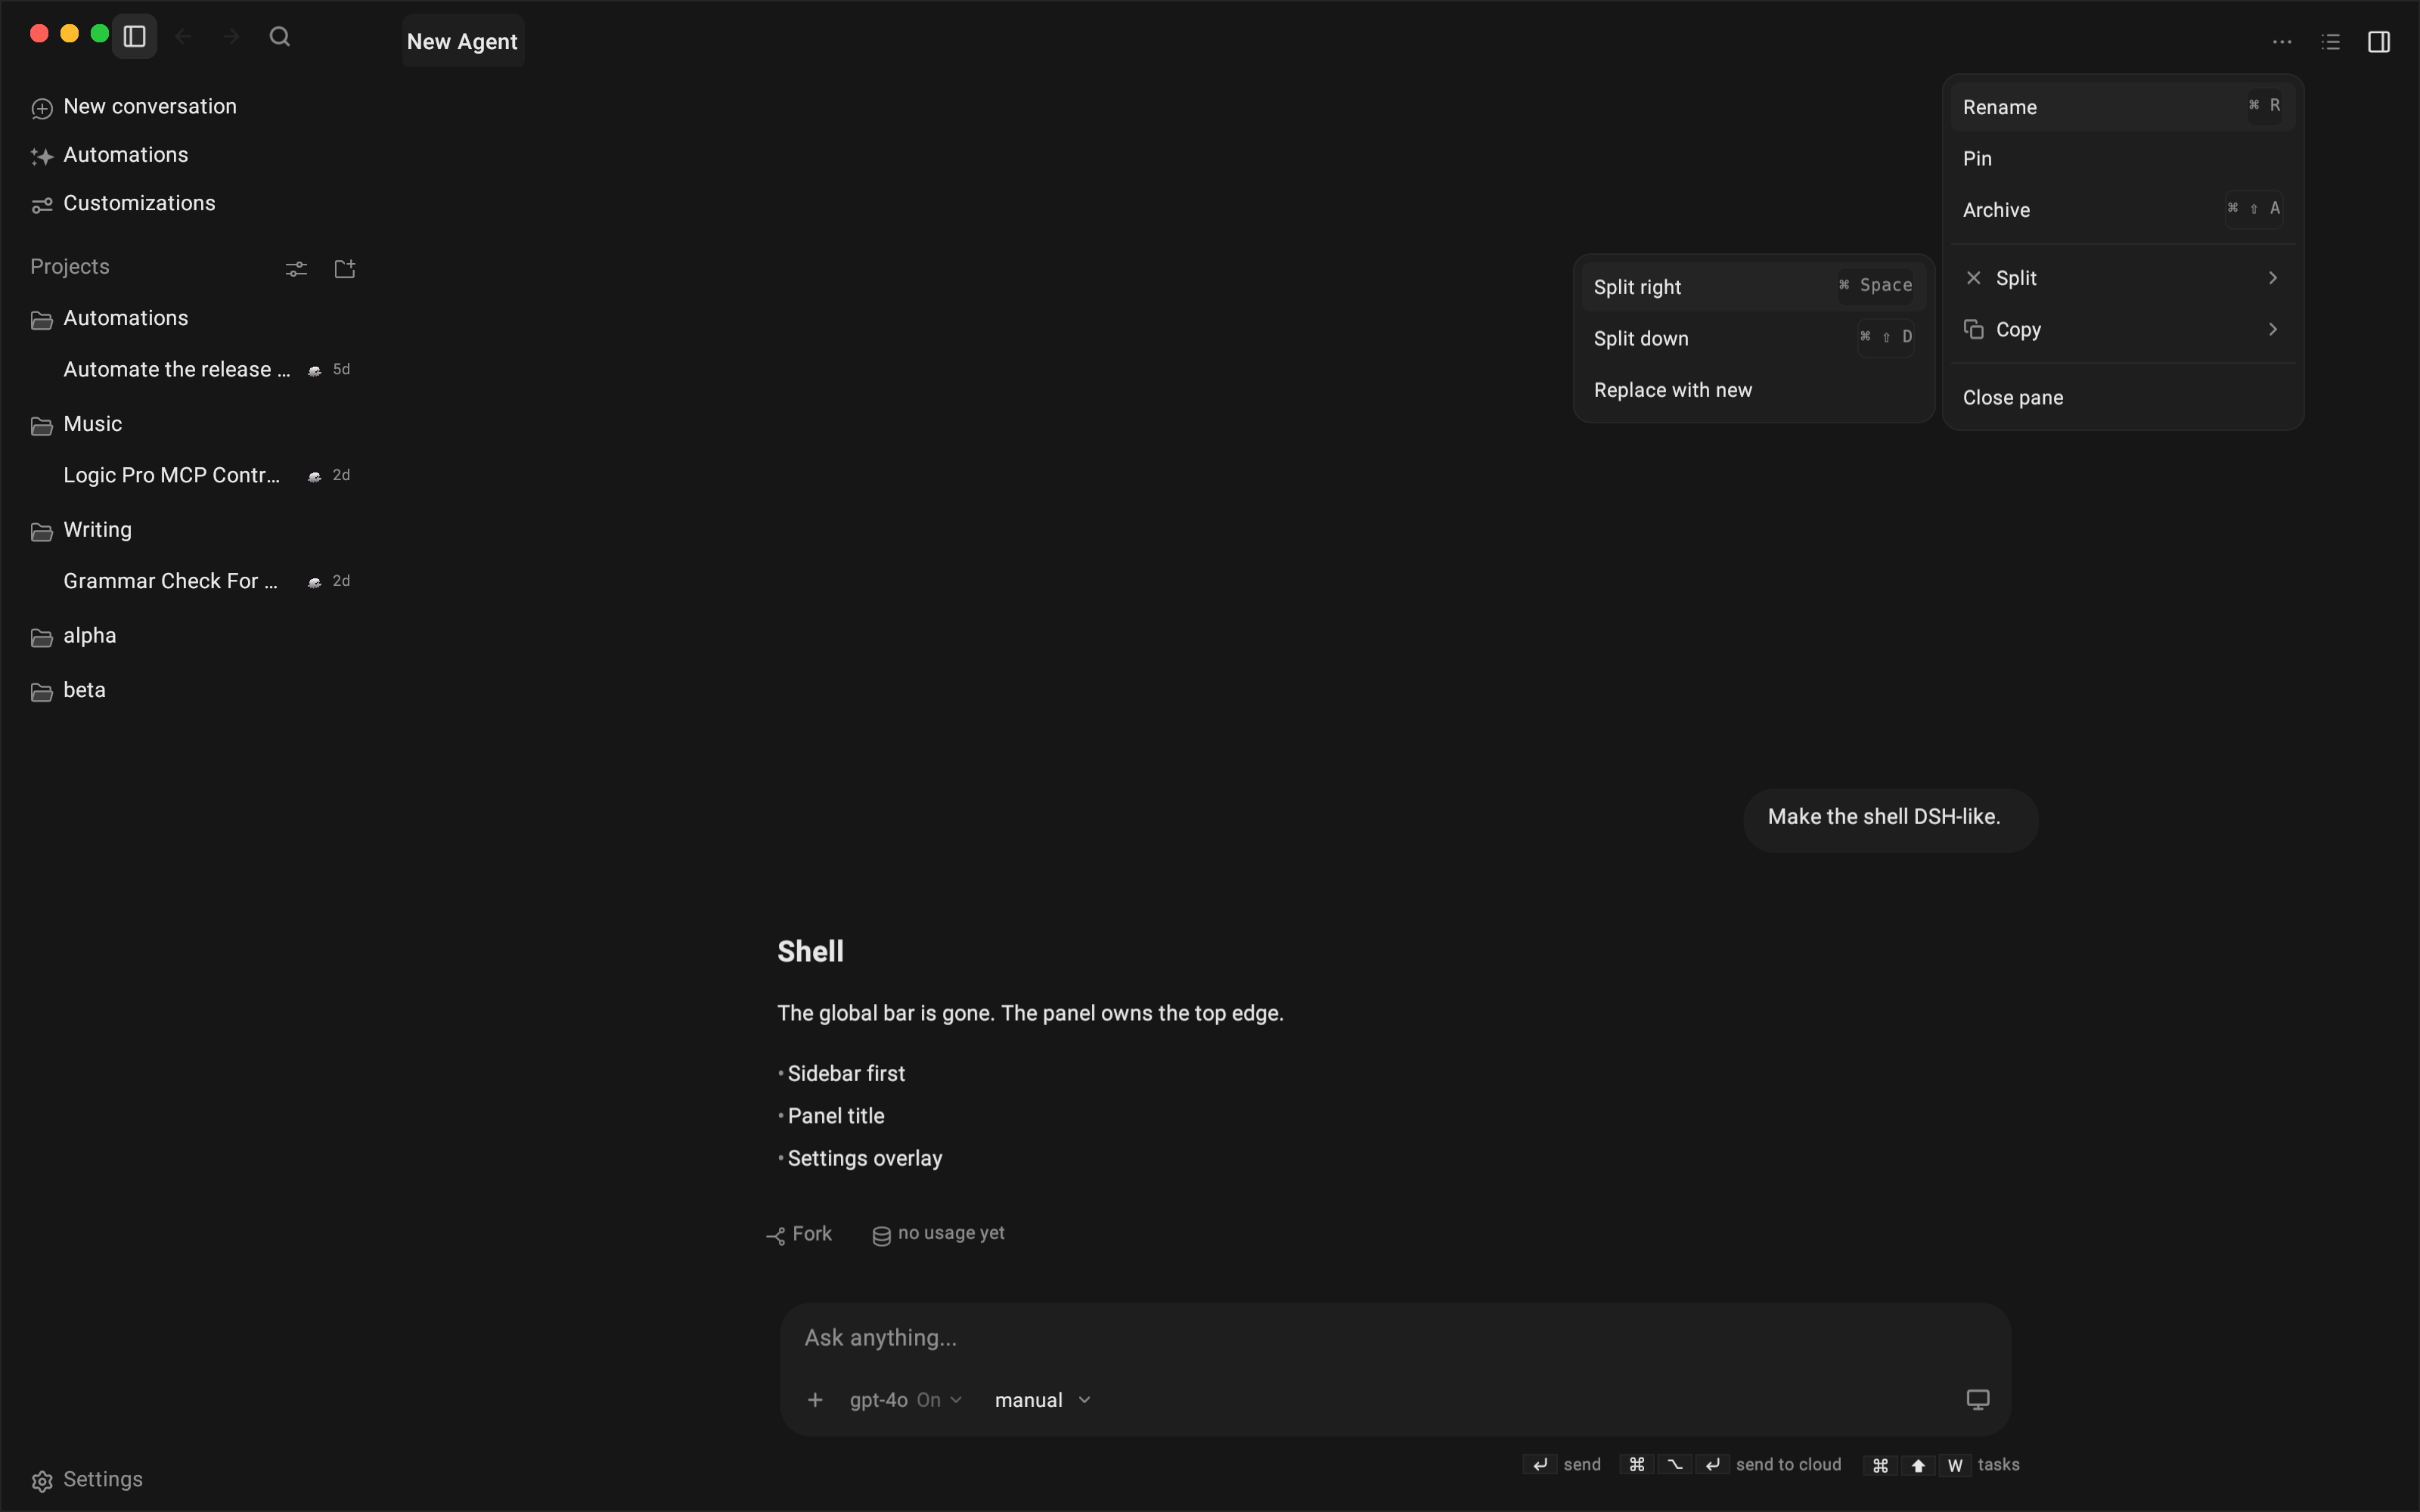 New Agent
New conversation
Automations
Customizations
Projects
Automations
Automate the release ... 5d
Music
Logic Pro MCP Contr... 2d
Writing
Grammar Check For ... 2d
alpha
beta
Settings
Rename ⌘ R
Pin
Archive ⌘ ⇧ A
Split
Copy
Close pane
Split right ⌘ Space
Split down ⌘ ⇧ D
Replace with new
Make the shell DSH-like.
Shell
The global bar is gone. The panel owns the top edge.
• Sidebar first
• Panel title
• Settings overlay
Fork no usage yet
Ask anything...
gpt-4o On manual
send ⌘ ⌥ send to cloud ⌘ W tasks